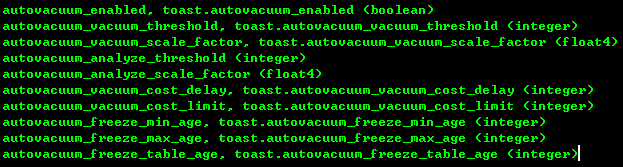 autovacuum_enabled, toast.autovacuum_enabled (boolean)
autovacuum_vacuum_threshold, toast.autovacuum_vacuum_threshold (integer)
autovacuum_vacuum_scale_factor, toast.autovacuum_vacuum_scale_factor (float4)
autovacuum_analyze_threshold (integer)
autovacuum_analyze_scale_factor (float4)
autovacuum_vacuum_cost_delay, toast.autovacuum_vacuum_cost_delay (integer)
autovacuum_vacuum_cost_limit, toast.autovacuum_vacuum_cost_limit (integer)
autovacuum_freeze_min_age, toast.autovacuum_freeze_min_age (integer)
autovacuum_freeze_max_age, toast.autovacuum_freeze_max_age (integer)
autovacuum_freeze_table_age, toast.autovacuum_freeze_table_age (integer)